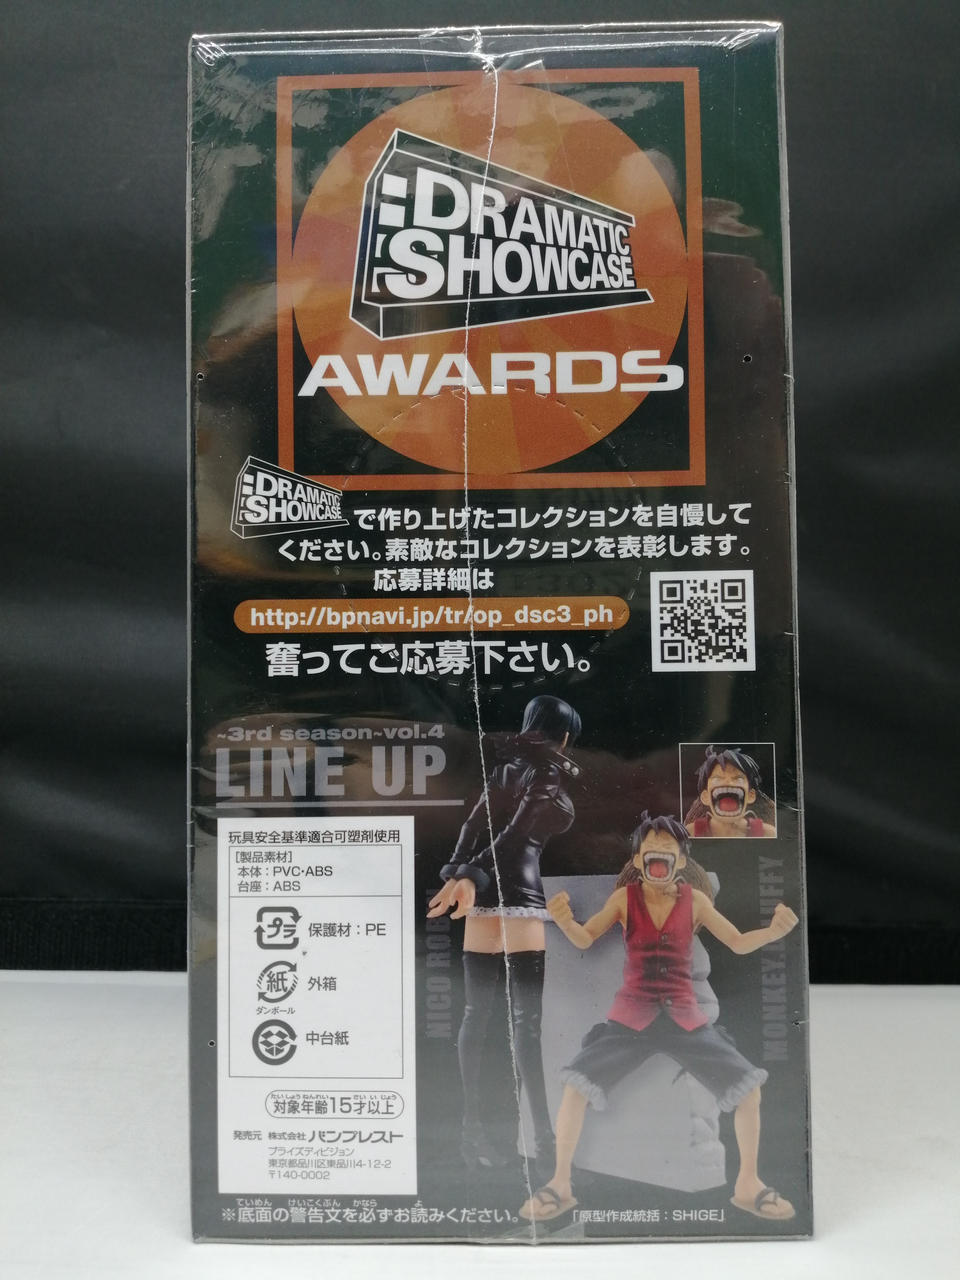 :DRAMATIC
SHOWCASE
AWARDS
:DRAMATIC
SHOWCASE
で作り上げたコレクションを自慢して
ください。素敵なコレクションを表彰します。
応募詳細は
http://bpnavi.jp/tr/op_dsc3_ph
奮ってご応募下さい。
~3rd season~vol.4
LINE UP
玩具安全基準適合可塑剤使用
［製品素材］
本体：PVC・ABS
台座：ABS
プラ
保護材：PE
紙
外箱
ダンボール
中台紙
たいしょうねんれい さい いじょう
対象年齢15才以上
発売元 株式会社 バンプレスト
プライズディビジョン
東京都品川区東品川4-12-2
〒140-0002
NICO ROBI
MONKEY.D.LUFFY
ていめん けいこくぶん かなら よ
※底面の警告文を必ずお読みください。
「原型作成統括：SHIGE」